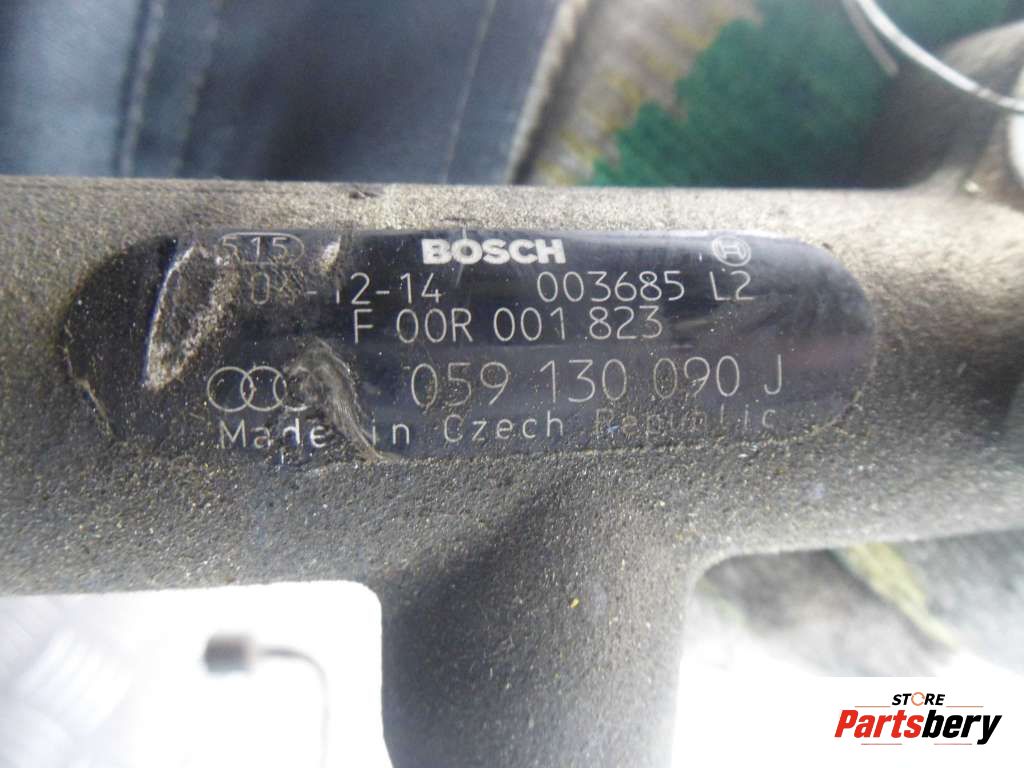 515 BOSCH
-12-14 003685 L2
F 00R 001 823
059 130 090 J
Made in Czech Republic
STORE
Partsbery